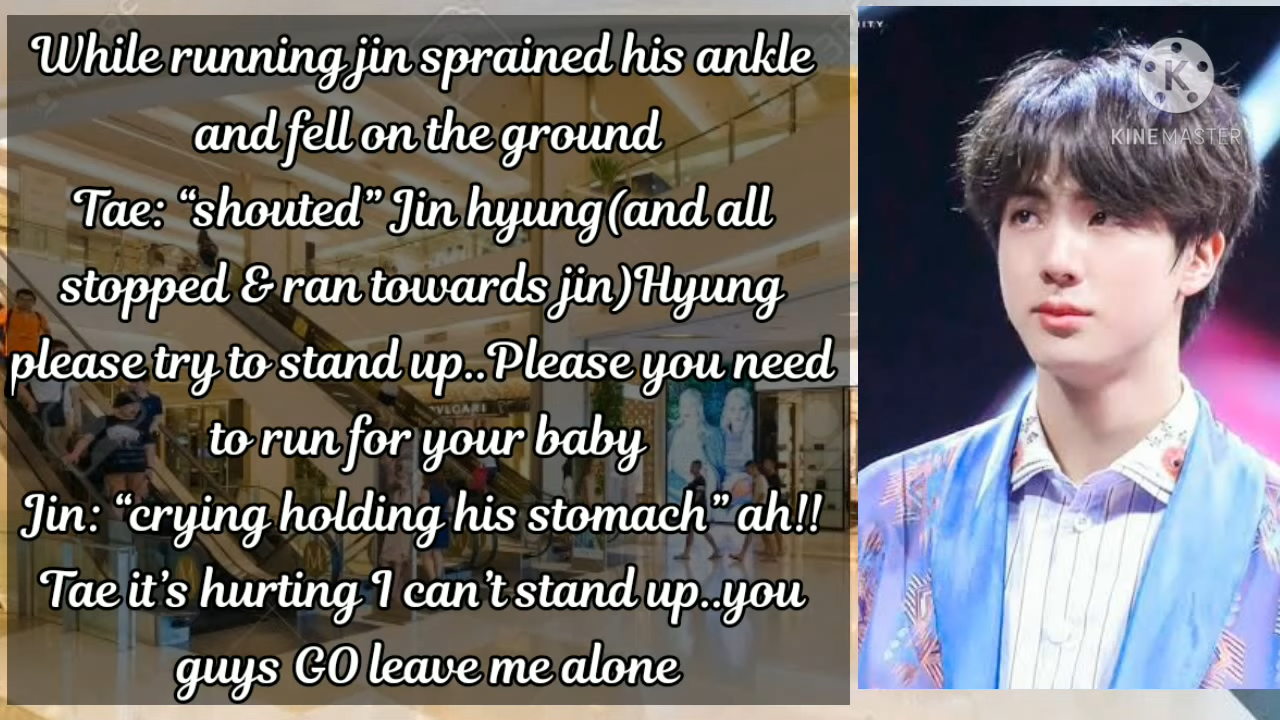 While running jin sprained his ankle
and fell on the ground
Tae: “shouted” Jin hyung(and all
stopped & ran towards jin)Hyung
please try to stand up..Please you need
to run for your baby
Jin: “crying holding his stomach” ah!!
Tae it’s hurting I can’t stand up..you
guys GO leave me alone
BVLGARI
K
KINEMASTER